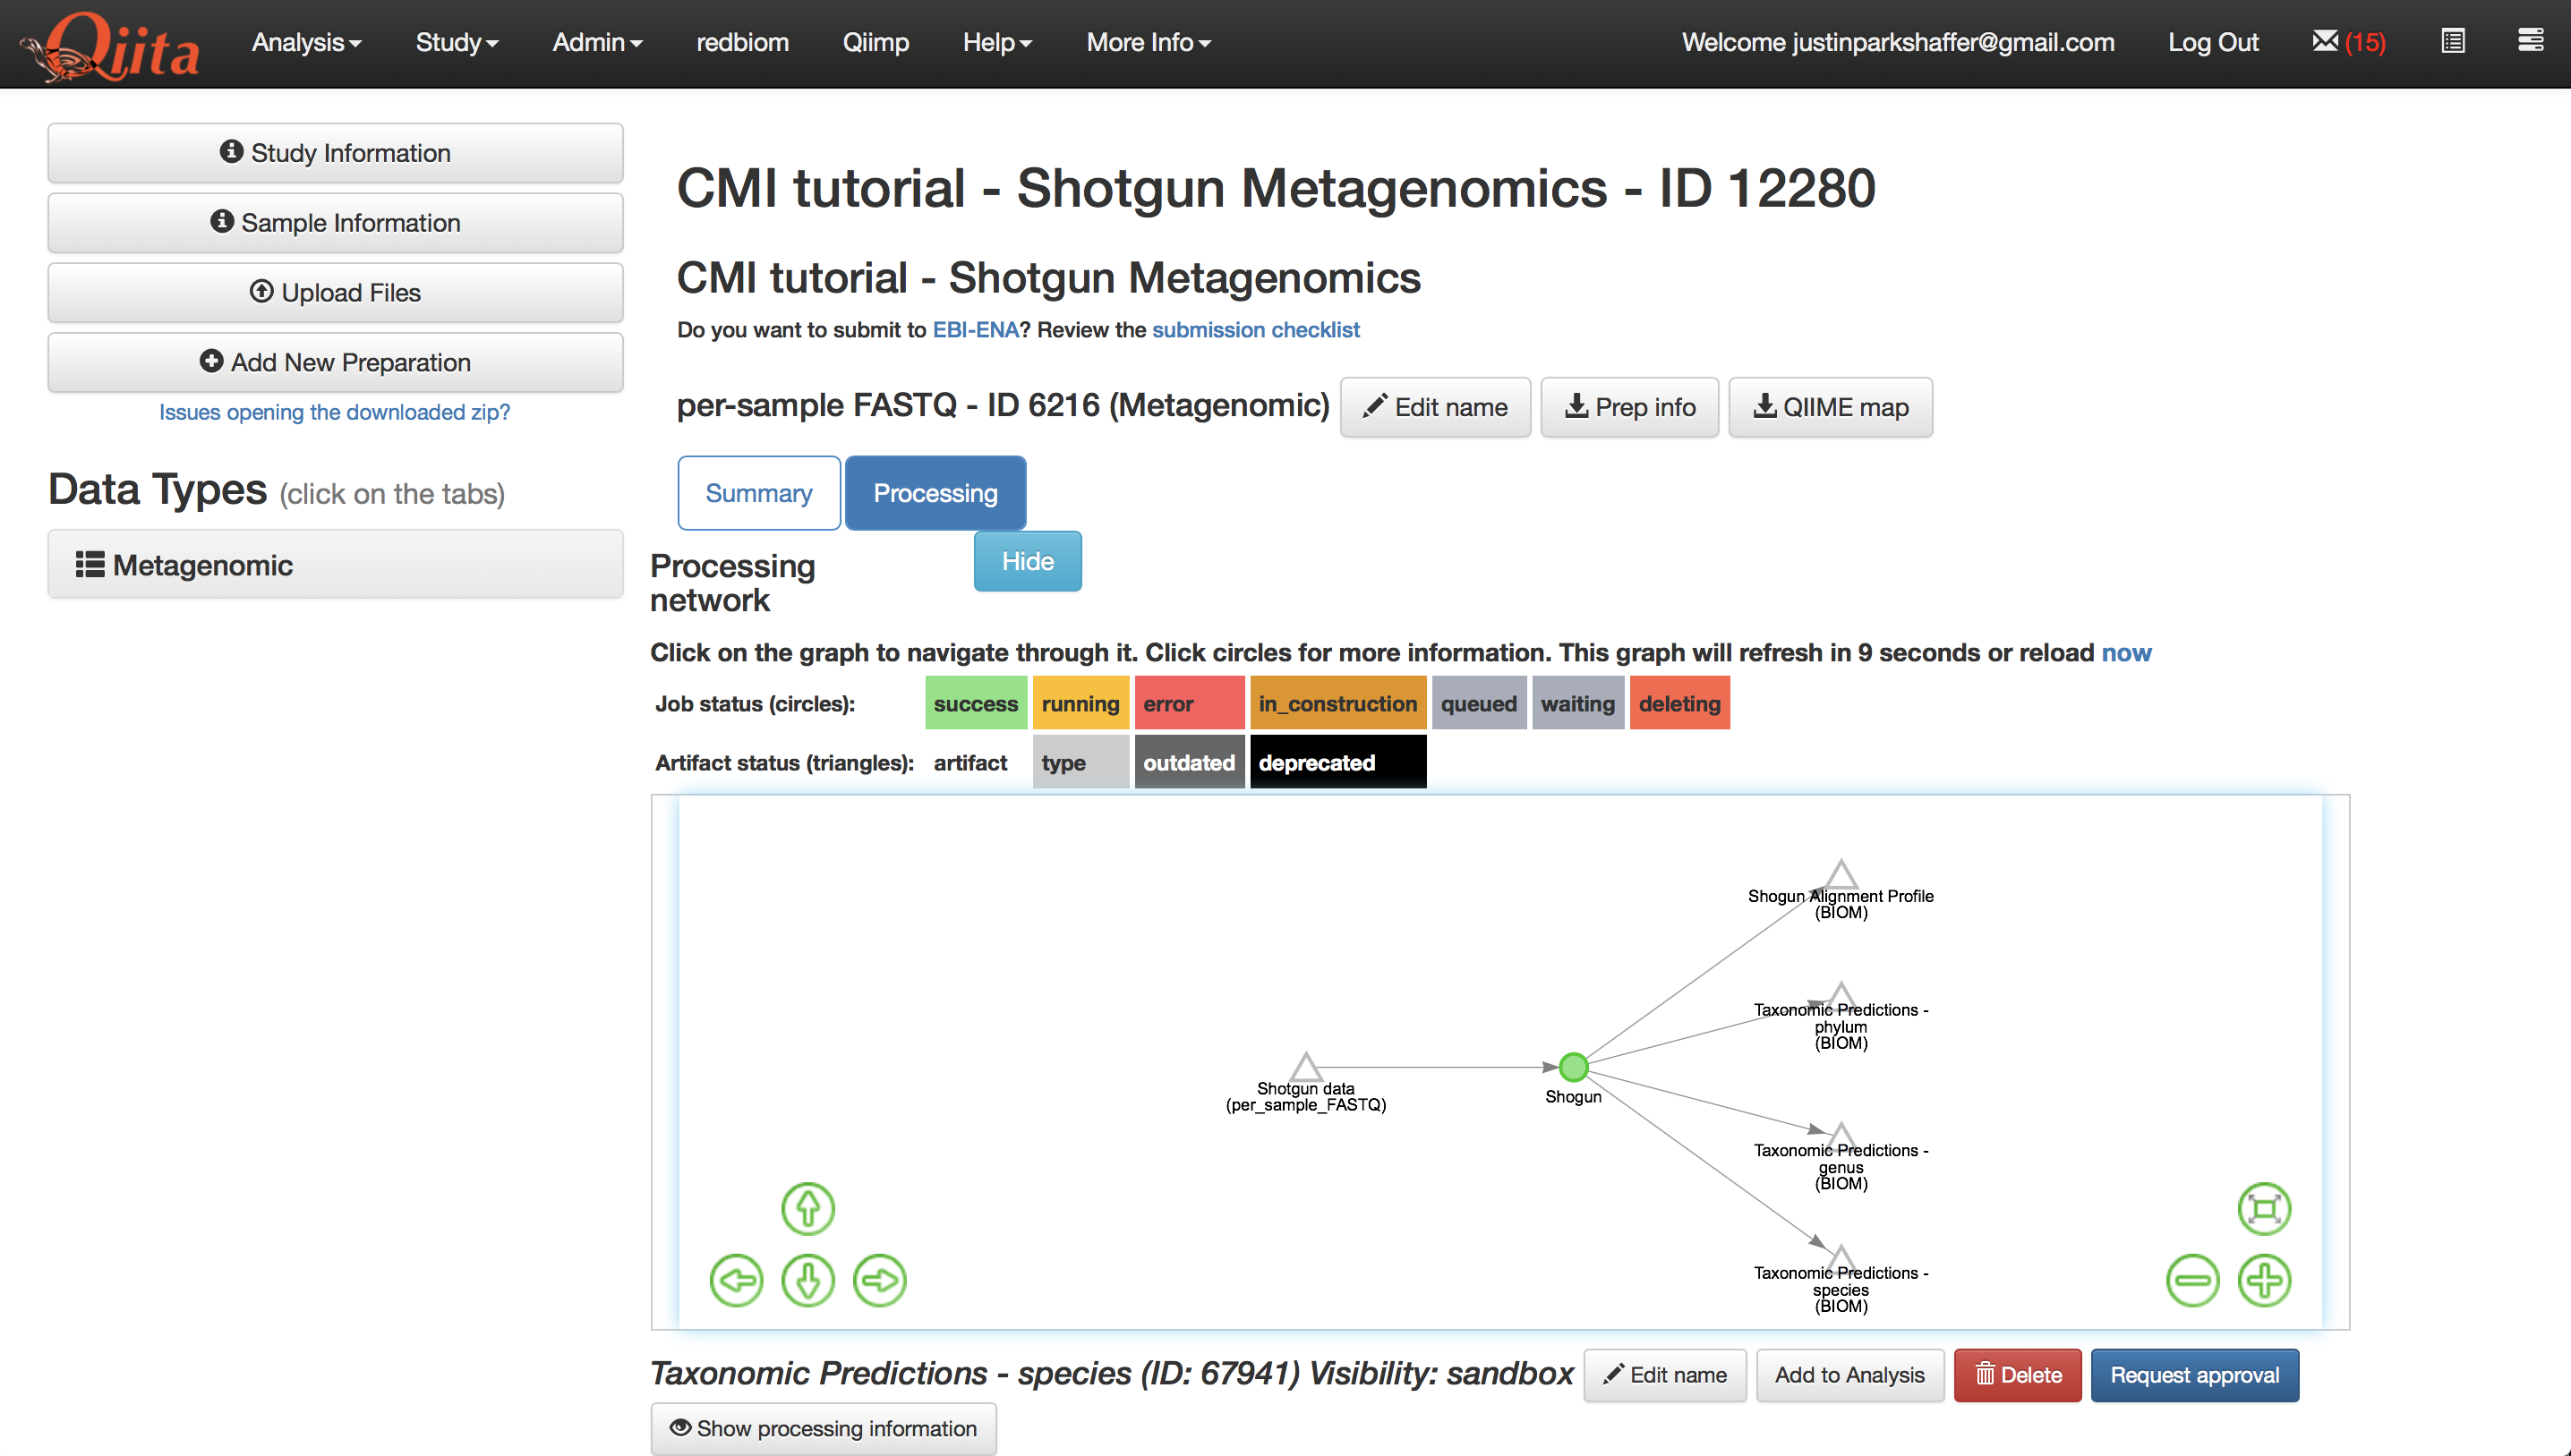 Qiita
Analysis Study Admin redbiom Qiimp Help More Info Welcome justinparkshaffer@gmail.com Log Out (15)
Study Information
Sample Information
Upload Files
Add New Preparation
Issues opening the downloaded zip?
Data Types (click on the tabs)
Metagenomic
CMI tutorial - Shotgun Metagenomics - ID 12280
CMI tutorial - Shotgun Metagenomics
Do you want to submit to EBI-ENA? Review the submission checklist
per-sample FASTQ - ID 6216 (Metagenomic) Edit name Prep info QIIME map
Summary Processing
Hide
Processing
network
Click on the graph to navigate through it. Click circles for more information. This graph will refresh in 9 seconds or reload now
Job status (circles): success running error in_construction queued waiting deleting
Artifact status (triangles): artifact type outdated deprecated
Shogun Alignment Profile
(BIOM)
Taxonomic Predictions -
phylum
(BIOM)
Shotgun data
(per_sample_FASTQ)
Shogun
Taxonomic Predictions -
genus
(BIOM)
Taxonomic Predictions -
species
(BIOM)
Taxonomic Predictions - species (ID: 67941) Visibility: sandbox Edit name Add to Analysis Delete Request approval
Show processing information